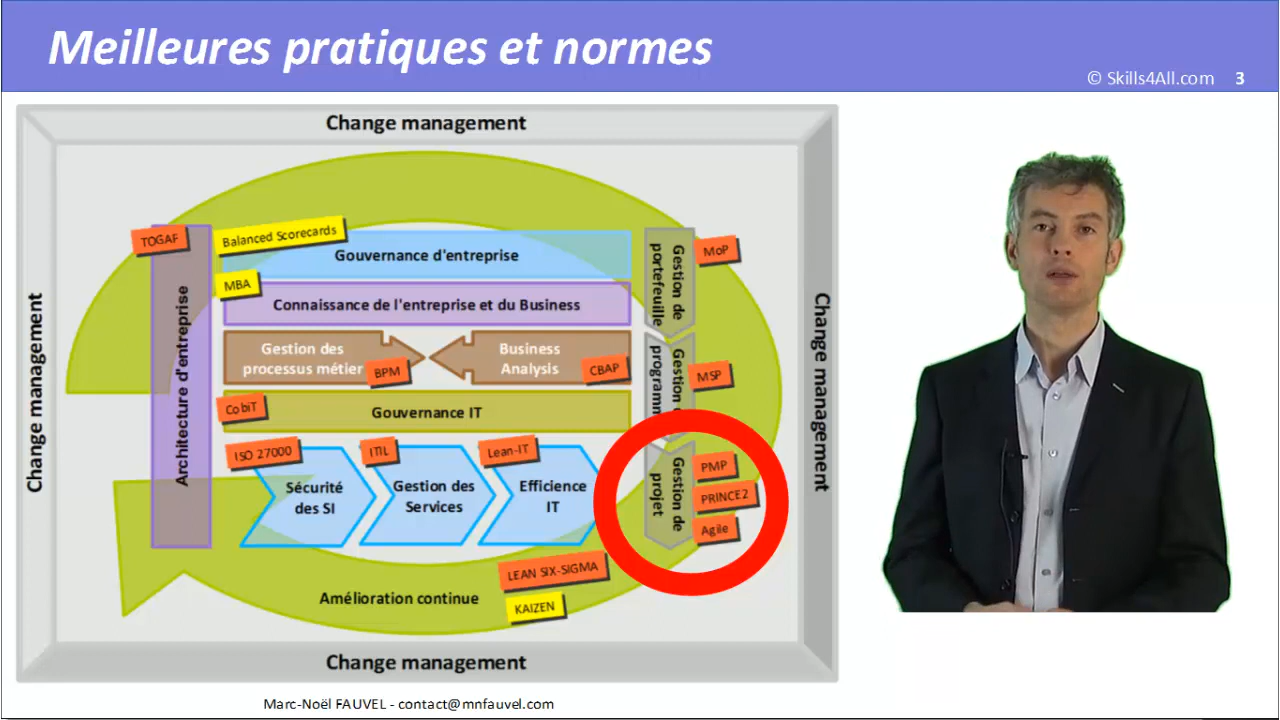 Meilleures pratiques et normes
© Skills4All.com 3
Change management
Change management
Change management
TOGAF
Balanced Scorecards
MBA
Architecture d'entreprise
Gouvernance d'entreprise
Connaissance de l'entreprise et du Business
Gestion des
processus métier
BPM
Business
Analysis
CBAP
CobiT
Gouvernance IT
ISO 27000
Sécurité
des SI
ITIL
Gestion des
Services
Lean-IT
Efficience
IT
Gestion de
portefeuille
MoP
Gestion
programm
MSP
Gestion de
projet
PMP
PRINCE2
Agile
LEAN SIX-SIGMA
KAIZEN
Amélioration continue
Change management
Marc-Noël FAUVEL - contact@mnfauvel.com